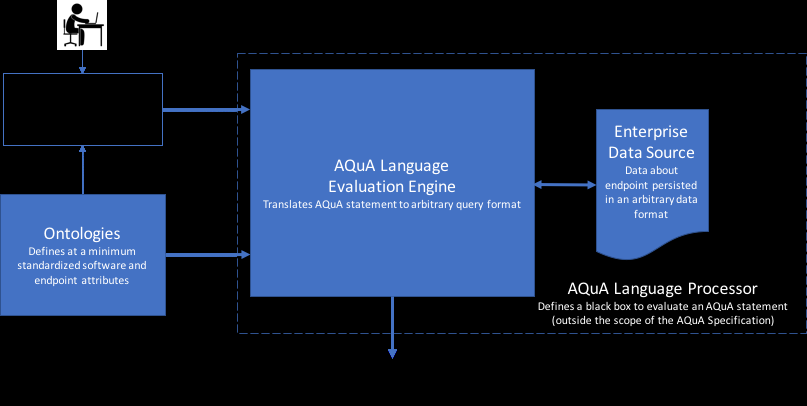 AQuA Language
Evaluation Engine
Translates AQuA statement to arbitrary query format
Enterprise
Data Source
Data about
endpoint persisted
in an arbitrary data
format
Ontologies
Defines at a minimum
standardized software and
endpoint attributes
AQuA Language Processor
Defines a black box to evaluate an AQuA statement
(outside the scope of the AQuA Specification)